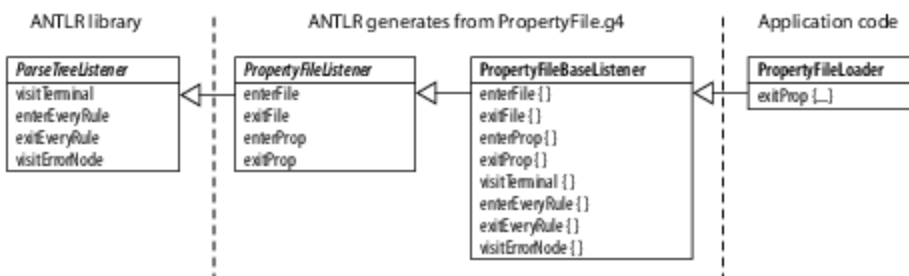 ANTLR library
ANTLR generates from PropertyFile.g4
Application code
ParseTreeListener
visitTerminal
enterEveryRule
exitEveryRule
visitErrorNode
PropertyFileListener
enterFile
exitFile
enterProp
exitProp
PropertyFileBaseListener
enterFile { }
exitFile { }
enterProp { }
exitProp { }
visitTerminal { }
enterEveryRule { }
exitEveryRule { }
visitErrorNode { }
PropertyFileLoader
exitProp {...}